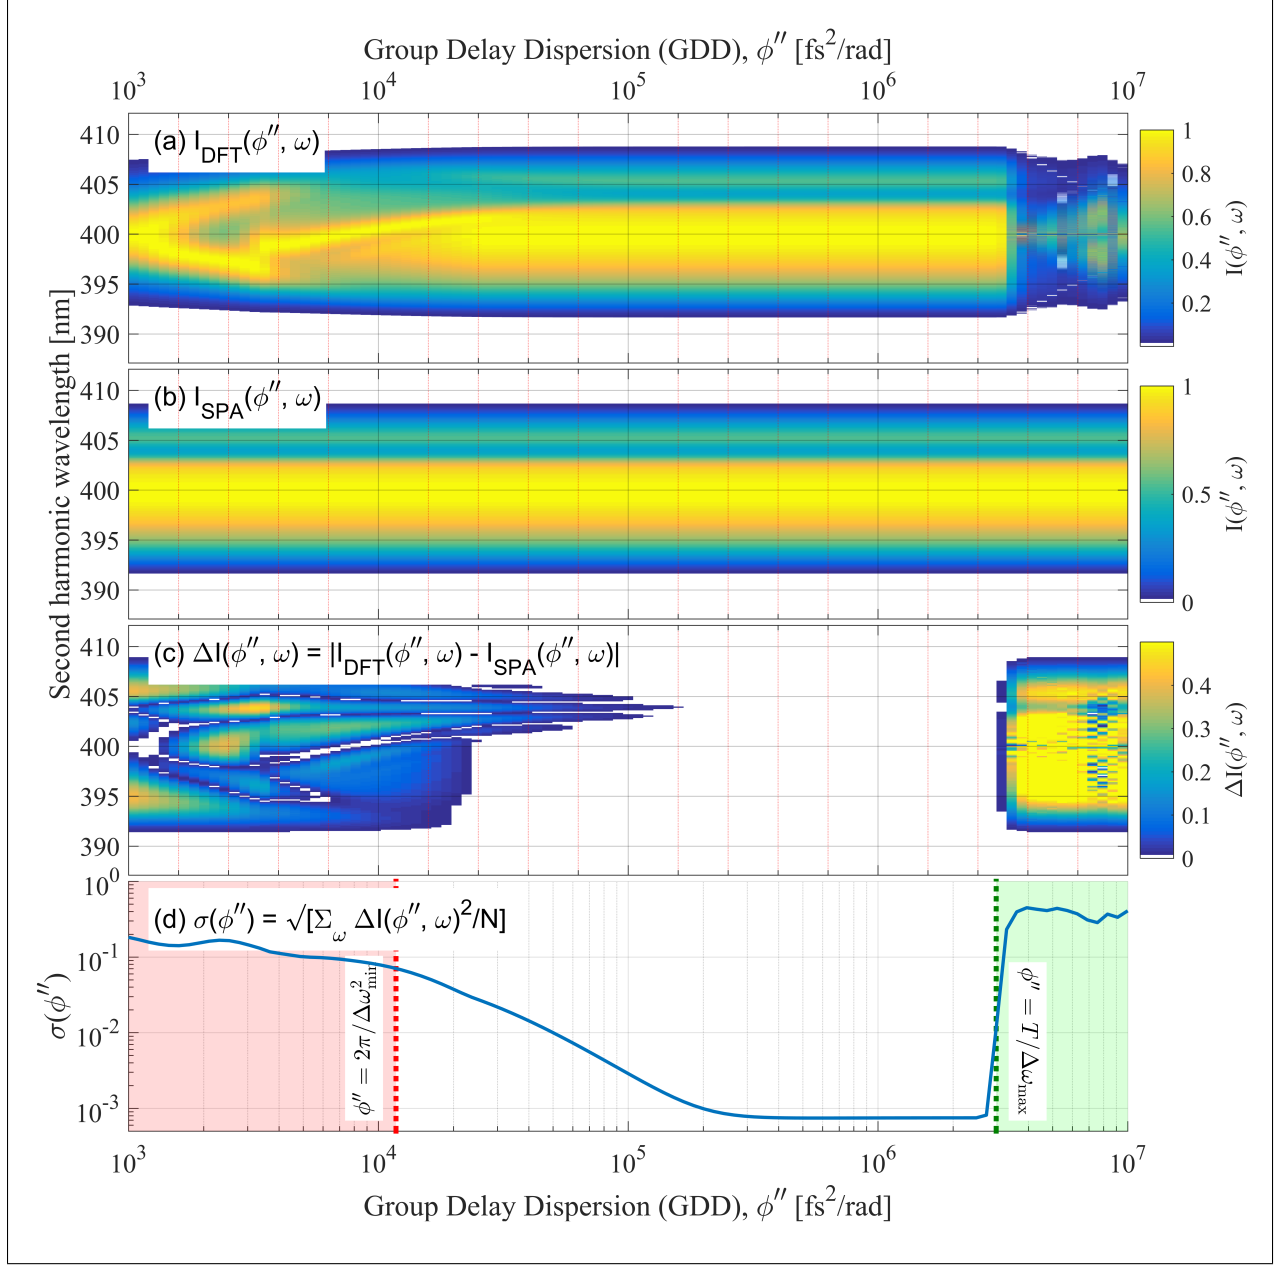 Group Delay Dispersion (GDD), ϕ″ [fs²/rad]
10³ 10⁴ 10⁵ 10⁶ 10⁷
(a) I_DFT(ϕ″, ω)
410
405
400
395
390
1
0.8
0.6
0.4
0.2
I(ϕ″, ω)
Second harmonic wavelength [nm]
(b) I_SPA(ϕ″, ω)
410
405
400
395
390
1
0.5
0
I(ϕ″, ω)
(c) ΔI(ϕ″, ω) = |I_DFT(ϕ″, ω) - I_SPA(ϕ″, ω)|
410
405
400
395
390
0.4
0.3
0.2
0.1
0
ΔI(ϕ″, ω)
(d) σ(ϕ″) = √[Σ_ω ΔI(ϕ″, ω)²/N]
10⁰
10⁻¹
10⁻²
10⁻³
σ(ϕ″)
ϕ″ = 2π/Δω²_min
ϕ″ = T/Δω_max
10³ 10⁴ 10⁵ 10⁶ 10⁷
Group Delay Dispersion (GDD), ϕ″ [fs²/rad]